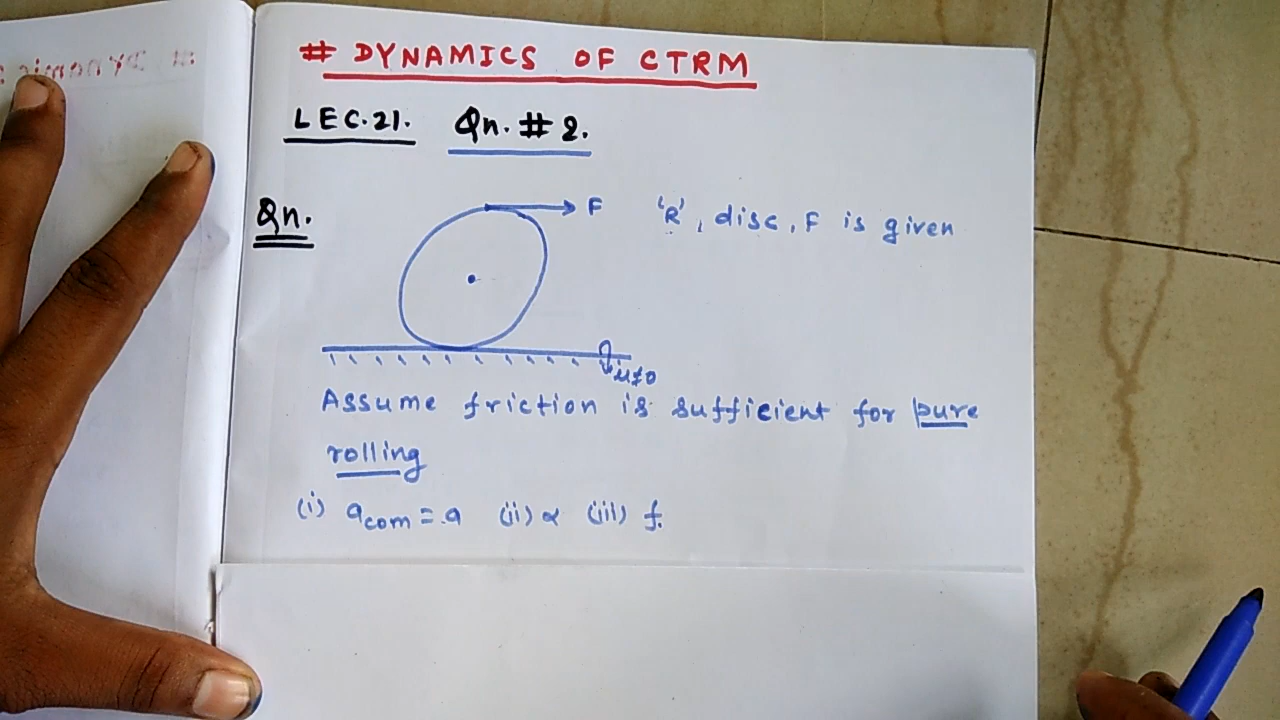 # DYNAMICS OF CTRM
LEC.21. Qn. # 2.
Qn.
F
'R', disc, F is given
μ≠0
Assume friction is sufficient for pure
rolling
(i) a_com = a (ii) α (iii) f.